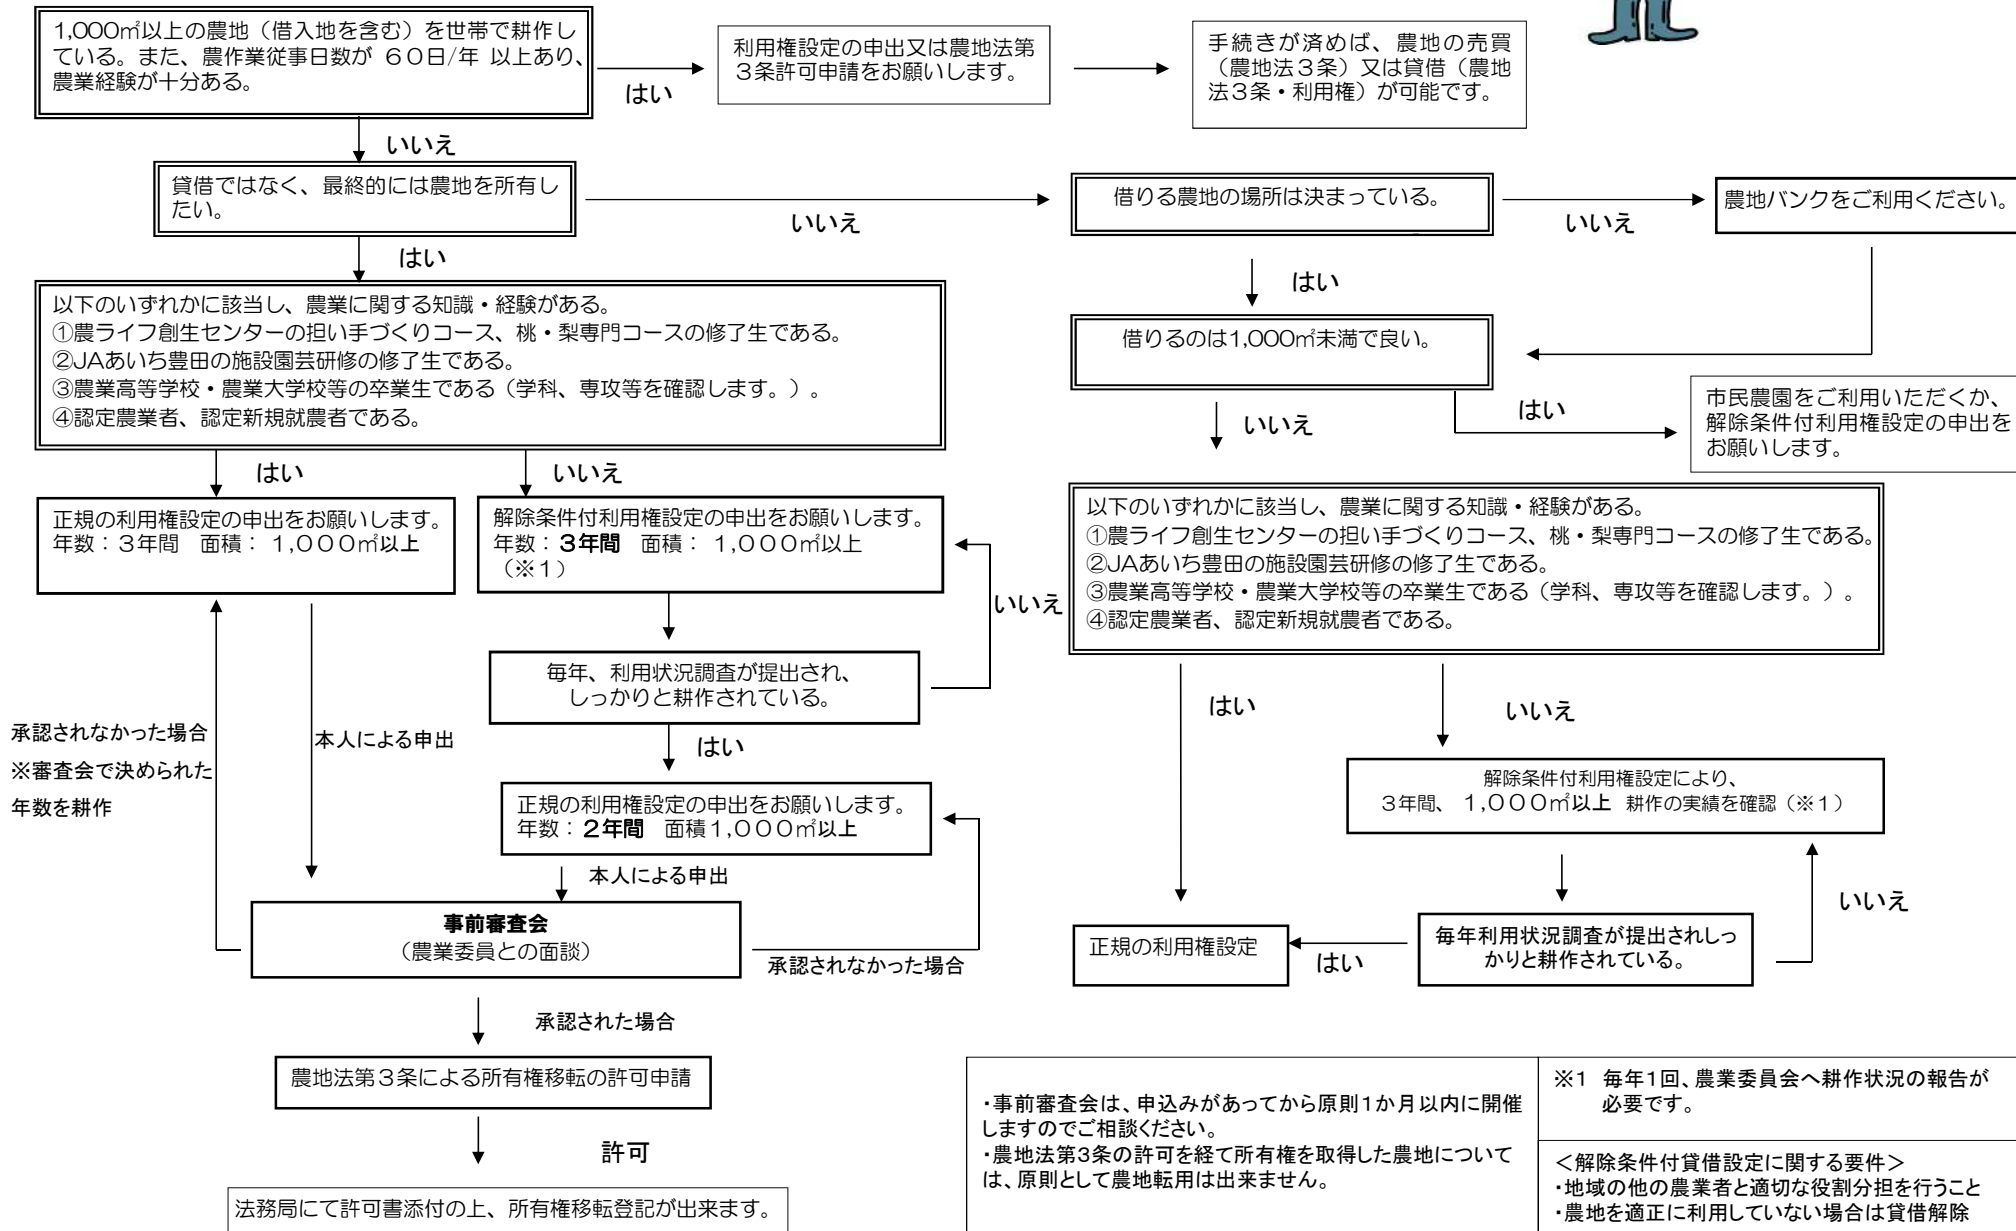 1,000㎡以上の農地（借入地を含む）を世帯で耕作し
ている。また、農作業従事日数が ６０日/年 以上あり、
農業経験が十分ある。
はい
利用権設定の申出又は農地法第
３条許可申請をお願いします。
手続きが済めば、農地の売買
（農地法３条）又は貸借（農地
法３条・利用権）が可能です。
いいえ
貸借ではなく、最終的には農地を所有し
たい。
いいえ
借りる農地の場所は決まっている。
いいえ
農地バンクをご利用ください。
はい
はい
以下のいずれかに該当し、農業に関する知識・経験がある。
①農ライフ創生センターの担い手づくりコース、桃・梨専門コースの修了生である。
②JAあいち豊田の施設園芸研修の修了生である。
③農業高等学校・農業大学校等の卒業生である（学科、専攻等を確認します。）。
④認定農業者、認定新規就農者である。
借りるのは1,000㎡未満で良い。
はい
市民農園をご利用いただくか、
解除条件付利用権設定の申出を
お願いします。
いいえ
はい
いいえ
正規の利用権設定の申出をお願いします。
年数：３年間　面積： １,０００㎡以上
解除条件付利用権設定の申出をお願いします。
年数：３年間　面積： １,０００㎡以上
（※１）
いいえ
以下のいずれかに該当し、農業に関する知識・経験がある。
①農ライフ創生センターの担い手づくりコース、桃・梨専門コースの修了生である。
②JAあいち豊田の施設園芸研修の修了生である。
③農業高等学校・農業大学校等の卒業生である（学科、専攻等を確認します。）。
④認定農業者、認定新規就農者である。
毎年、利用状況調査が提出され、
しっかりと耕作されている。
はい
承認されなかった場合
※審査会で決められた
年数を耕作
本人による申出
正規の利用権設定の申出をお願いします。
年数：２年間　面積１,０００㎡以上
本人による申出
事前審査会
（農業委員との面談）
承認されなかった場合
はい
いいえ
解除条件付利用権設定により、
３年間、 １,０００㎡以上 耕作の実績を確認（※１）
いいえ
正規の利用権設定
はい
毎年利用状況調査が提出されしっ
かりと耕作されている。
承認された場合
農地法第３条による所有権移転の許可申請
許可
法務局にて許可書添付の上、所有権移転登記が出来ます。
・事前審査会は、申込みがあってから原則１か月以内に開催
しますのでご相談ください。
・農地法第3条の許可を経て所有権を取得した農地について
は、原則として農地転用は出来ません。
※1　毎年1回、農業委員会へ耕作状況の報告が
必要です。
＜解除条件付貸借設定に関する要件＞
・地域の他の農業者と適切な役割分担を行うこと
・農地を適正に利用していない場合は貸借解除